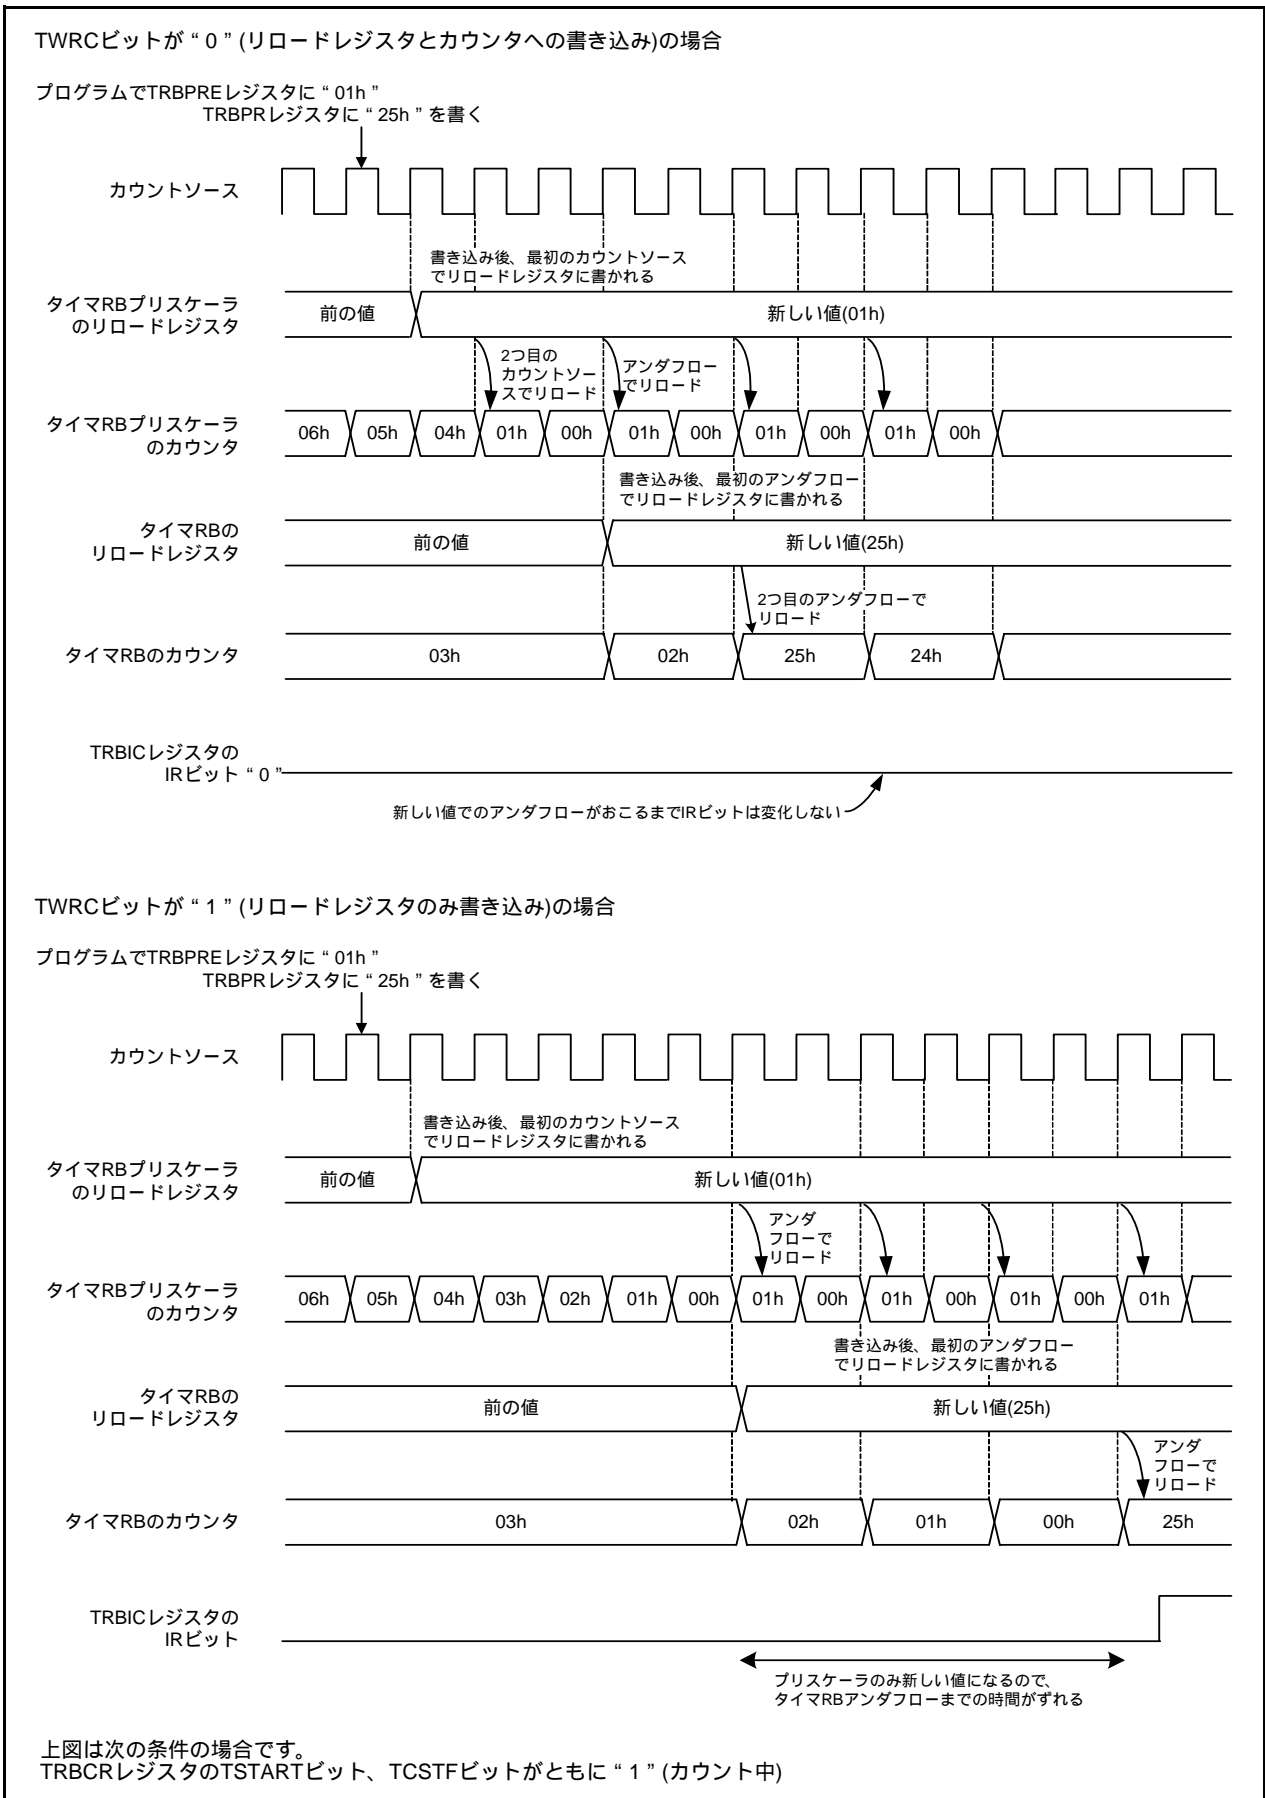 TWRCビットが“0”(リロードレジスタとカウンタへの書き込み)の場合
プログラムでTRBPREレジスタに“01h”
TRBPRレジスタに“25h”を書く
カウントソース
書き込み後、最初のカウントソース
でリロードレジスタに書かれる
タイマRBプリスケーラ
のリロードレジスタ
前の値
新しい値(01h)
2つ目の
カウントソー
スでリロード
アンダフロー
でリロード
タイマRBプリスケーラ
のカウンタ
06h 05h 04h 01h 00h 01h 00h 01h 00h 01h 00h
書き込み後、最初のアンダフロー
でリロードレジスタに書かれる
タイマRBの
リロードレジスタ
前の値
新しい値(25h)
2つ目のアンダフローで
リロード
タイマRBのカウンタ
03h 02h 25h 24h
TRBICレジスタの
IRビット“0”
新しい値でのアンダフローがおこるまでIRビットは変化しない
TWRCビットが“1”(リロードレジスタのみ書き込み)の場合
プログラムでTRBPREレジスタに“01h”
TRBPRレジスタに“25h”を書く
カウントソース
書き込み後、最初のカウントソース
でリロードレジスタに書かれる
タイマRBプリスケーラ
のリロードレジスタ
前の値
新しい値(01h)
アンダ
フローで
リロード
タイマRBプリスケーラ
のカウンタ
06h 05h 04h 03h 02h 01h 00h 01h 00h 01h 00h 01h 00h 01h
書き込み後、最初のアンダフロー
でリロードレジスタに書かれる
タイマRBの
リロードレジスタ
前の値
新しい値(25h)
アンダ
フローで
リロード
タイマRBのカウンタ
03h 02h 01h 00h 25h
TRBICレジスタの
IRビット
プリスケーラのみ新しい値になるので、
タイマRBアンダフローまでの時間がずれる
上図は次の条件の場合です。
TRBCRレジスタのTSTARTビット、TCSTFビットがともに“1”(カウント中)